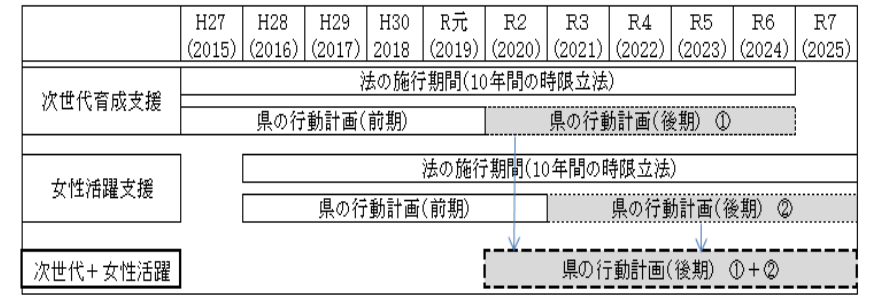 H27 H28 H29 H30 R元 R2 R3 R4 R5 R6 R7
(2015) (2016) (2017) 2018 (2019) (2020) (2021) (2022) (2023) (2024) (2025)
法の施行期間(10年間の時限立法)
次世代育成支援
県の行動計画(前期) 県の行動計画(後期) ①
法の施行期間(10年間の時限立法)
女性活躍支援
県の行動計画(前期) 県の行動計画(後期) ②
次世代+女性活躍 県の行動計画(後期) ①+②